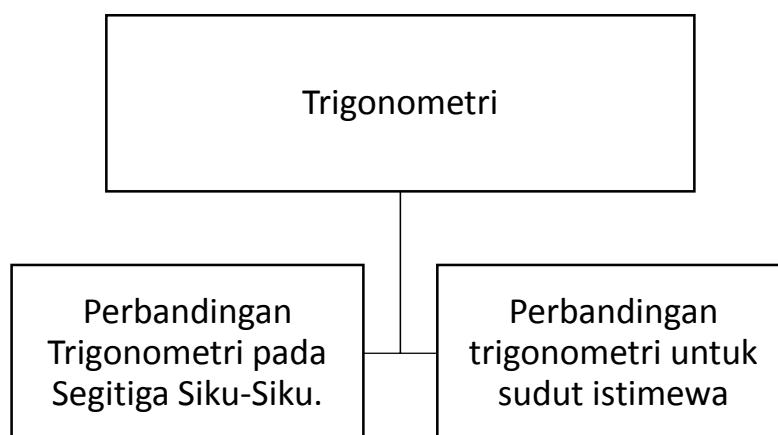 Trigonometri
Perbandingan
Trigonometri pada
Segitiga Siku-Siku.
Perbandingan
trigonometri untuk
sudut istimewa